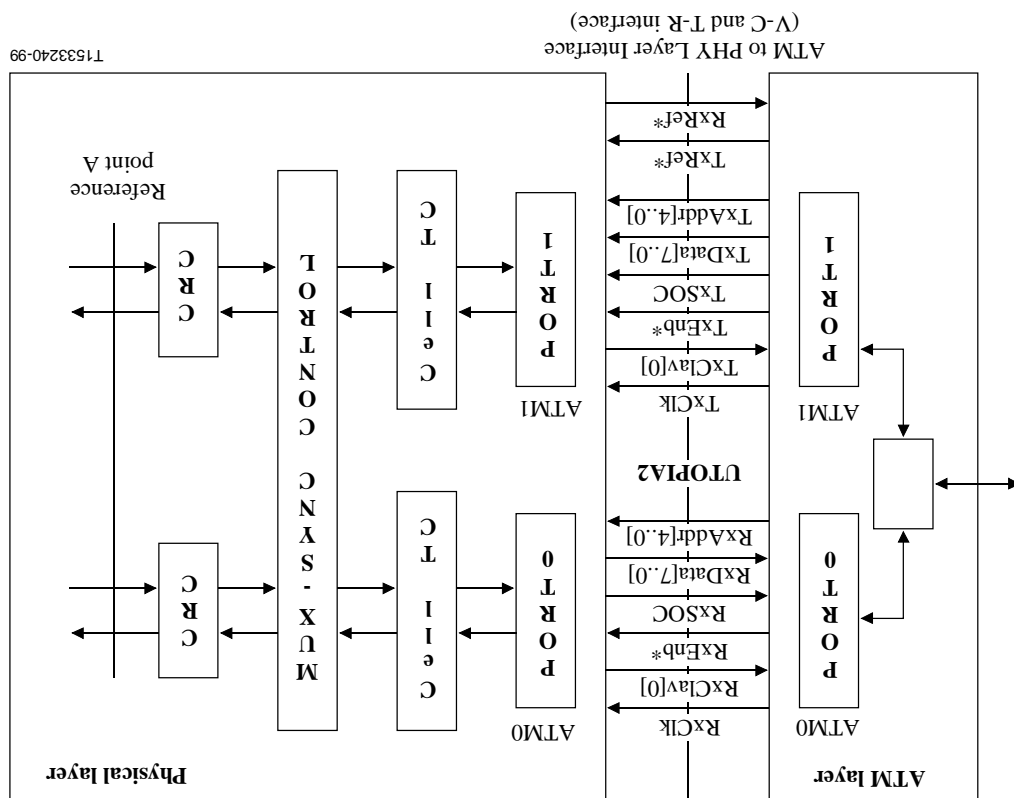 ATM layer
Physical layer
ATM0
PORT 0
ATM1
PORT 1
RxClk
RxClav[0]
RxEnb*
RxSOC
RxData[7..0]
RxAddr[4..0]
UTOPIA2
TxClk
TxClav[0]
TxEnb*
TxSOC
TxData[7..0]
TxAddr[4..0]
TxRef*
RxRef*
ATM0
PORT 0
ATM1
PORT 1
Cell TC
Cell TC
MUX-SYNC CONTROL
CRC
CRC
Reference
point A
ATM to PHY Layer Interface
(V-C and T-R interface)
T1533240-99